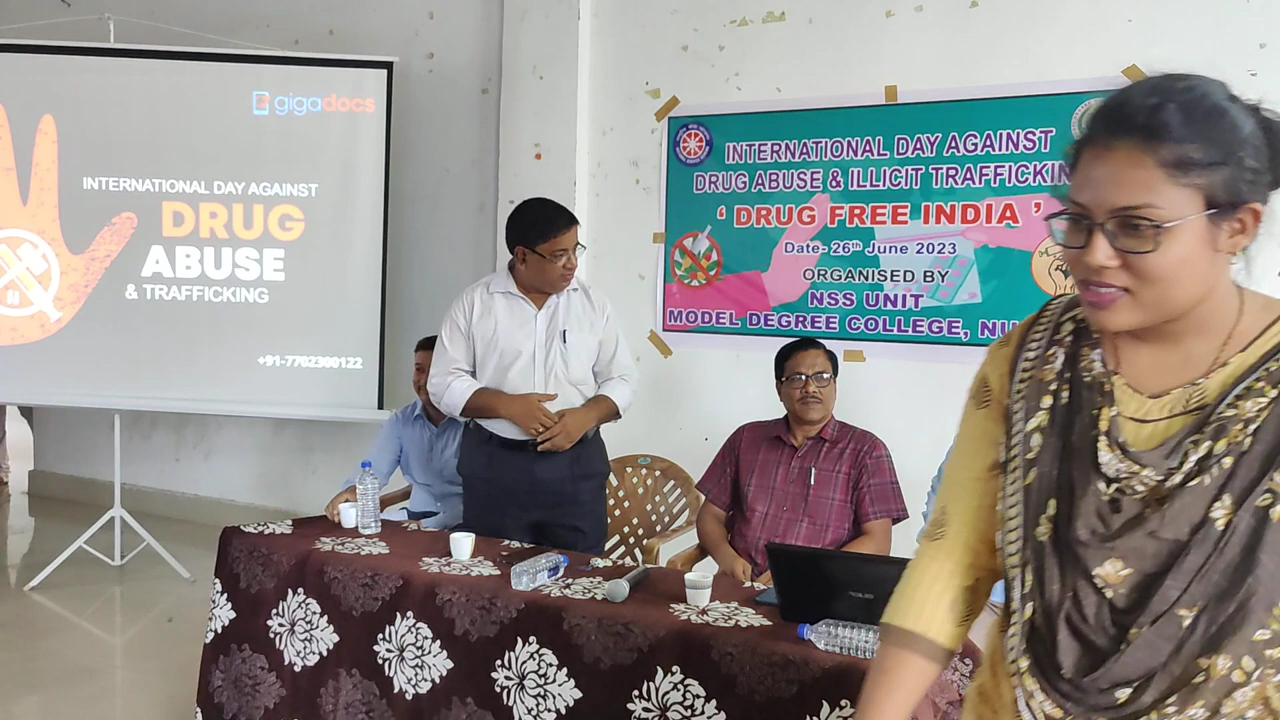 gigadocs
INTERNATIONAL DAY AGAINST
DRUG
ABUSE
& TRAFFICKING
+91-7702300122
INTERNATIONAL DAY AGAINST
DRUG ABUSE & ILLICIT TRAFFICKIN
‘ DRUG FREE INDIA ’
Date- 26th June 2023
ORGANISED BY
NSS UNIT
MODEL DEGREE COLLEGE, NU
ASUS